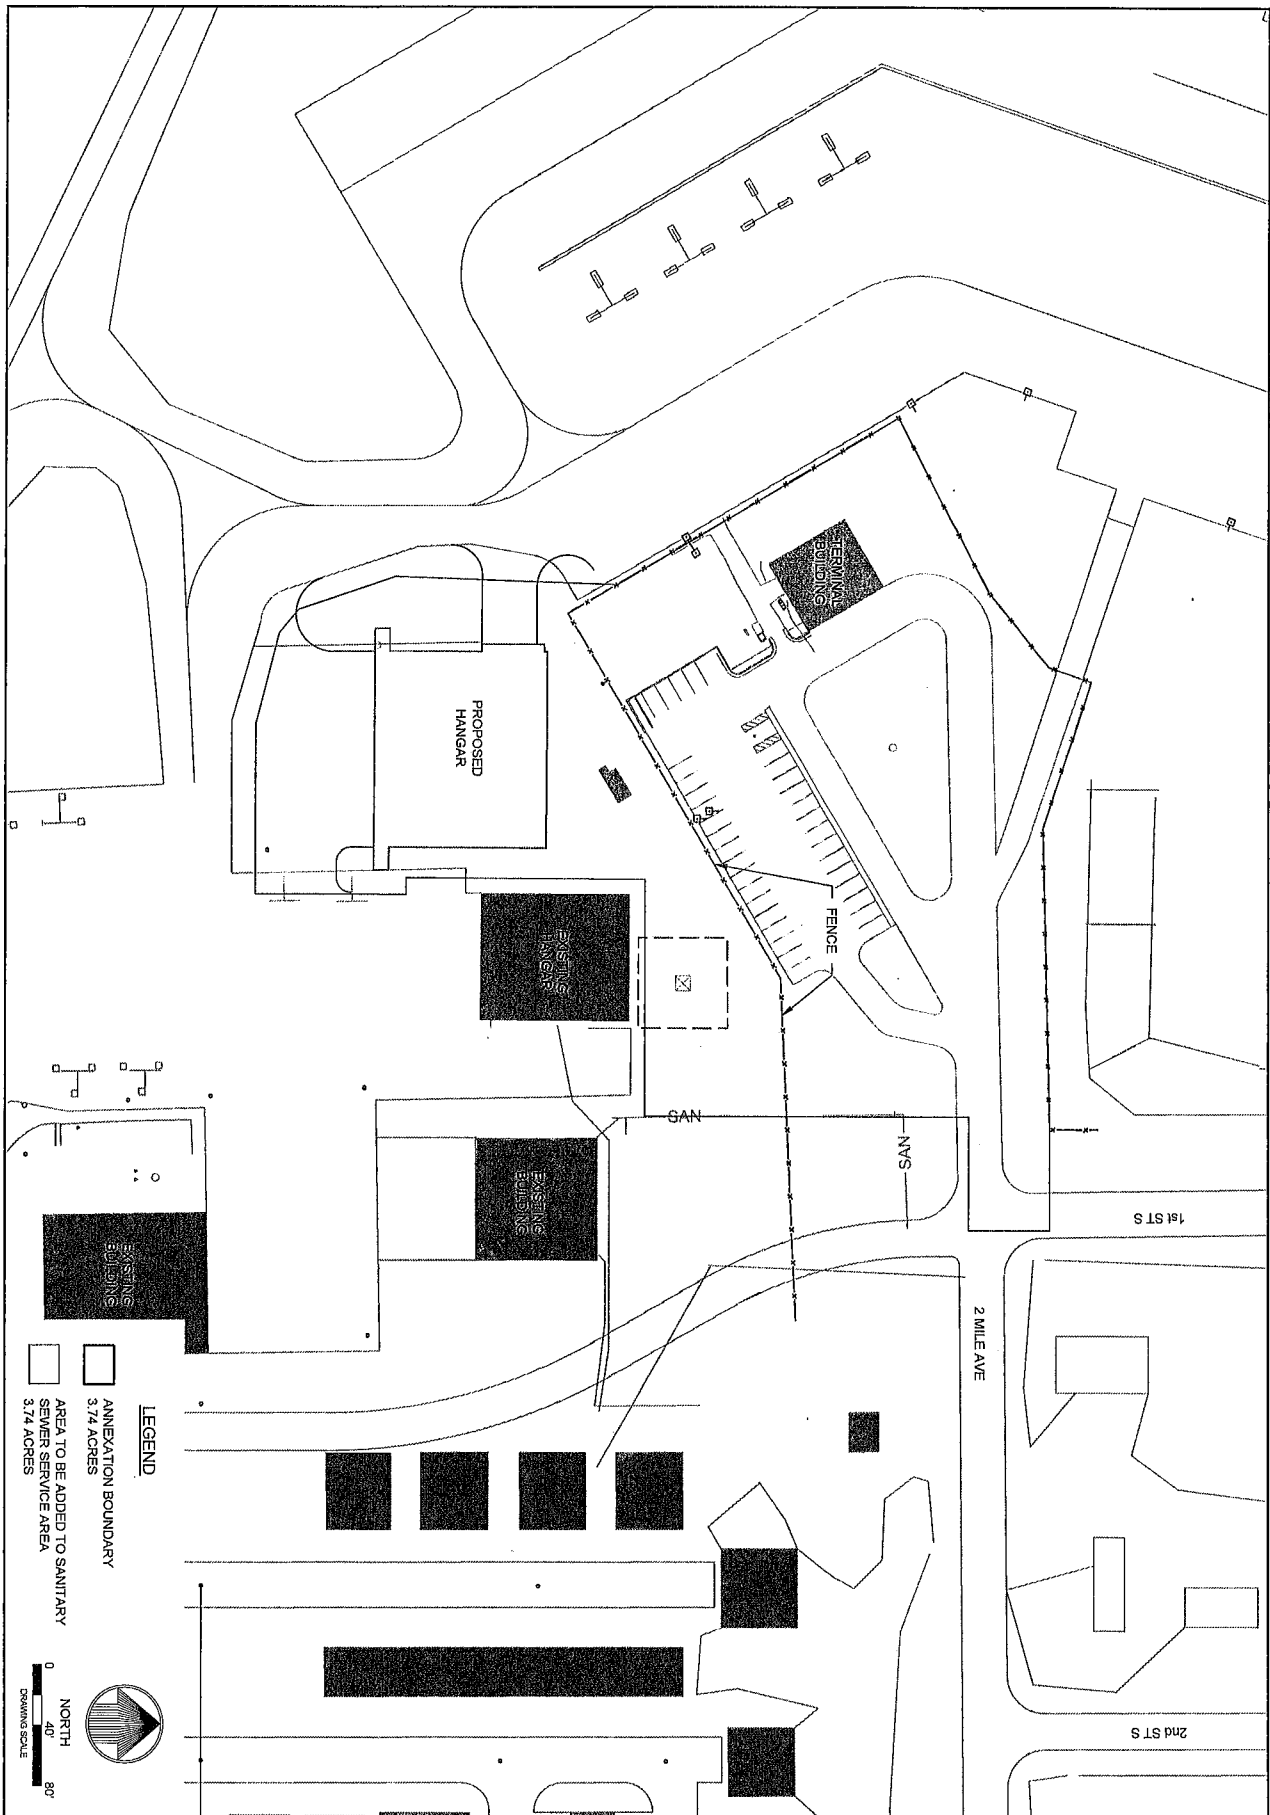 TERMINAL
BUILDING
PROPOSED
HANGAR
FENCE
EXISTING
HANGAR
SAN
SAN
EXISTING
BUILDING
EXISTING
BUILDING
1st ST S
2 MILE AVE
2nd ST S
LEGEND
ANNEXATION BOUNDARY
3.74 ACRES
AREA TO BE ADDED TO SANITARY
SEWER SERVICE AREA
3.74 ACRES
NORTH
0 40' 80'
DRAWING SCALE